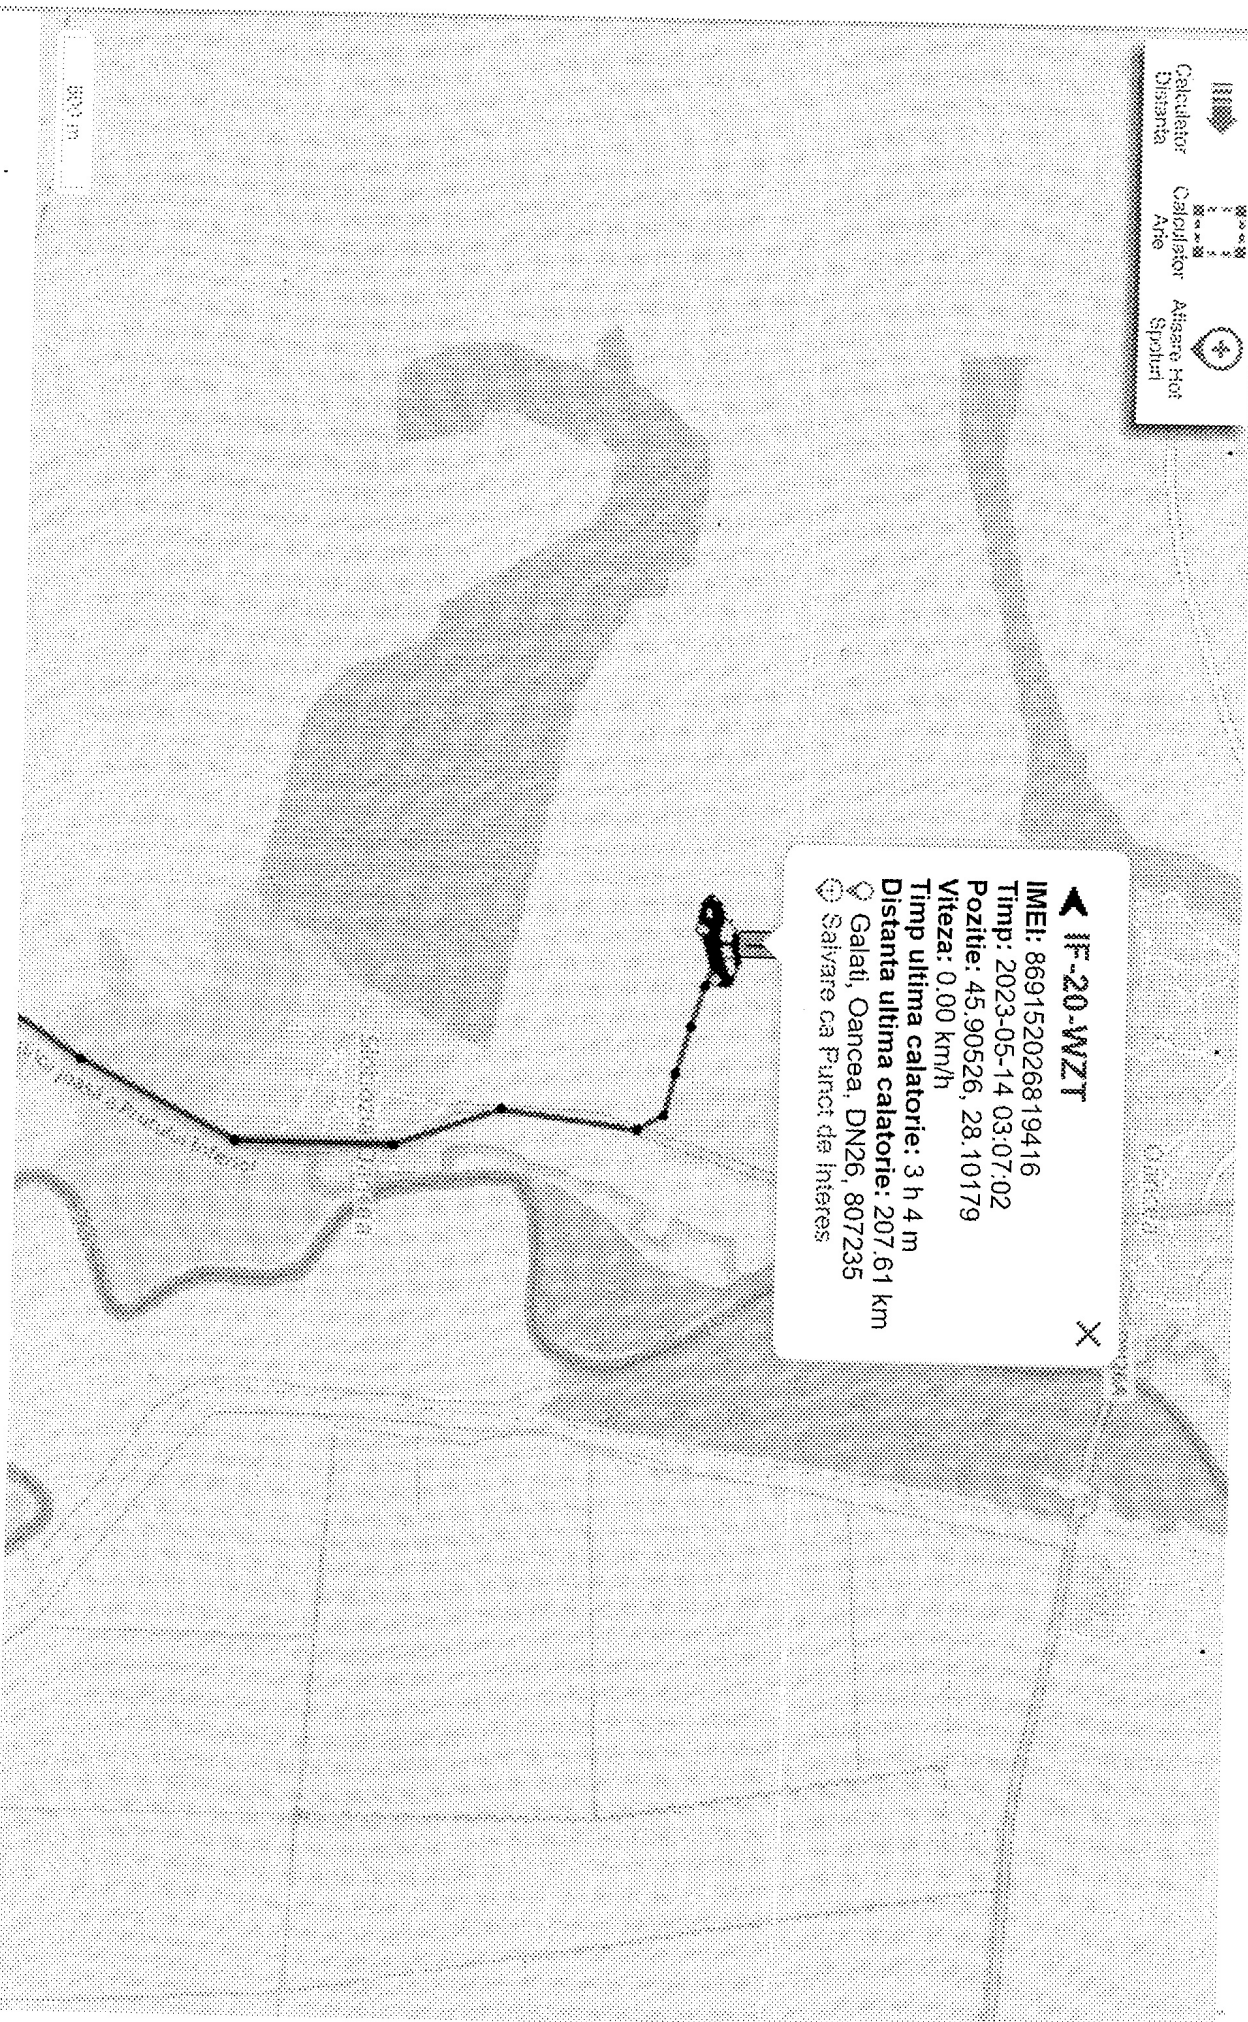 Calculator
Distanta
Calculator
Arie
Afisare Hot
Spoturi
IF-20-WZT
IMEI: 869152026819416
Timp: 2023-05-14 03:07:02
Pozitie: 45.90526, 28.10179
Viteza: 0.00 km/h
Timp ultima calatorie: 3 h 4 m
Distanta ultima calatorie: 207.61 km
Galati, Oancea, DN26, 807235
Salvare ca Punct de Interes
Oancea
800 m